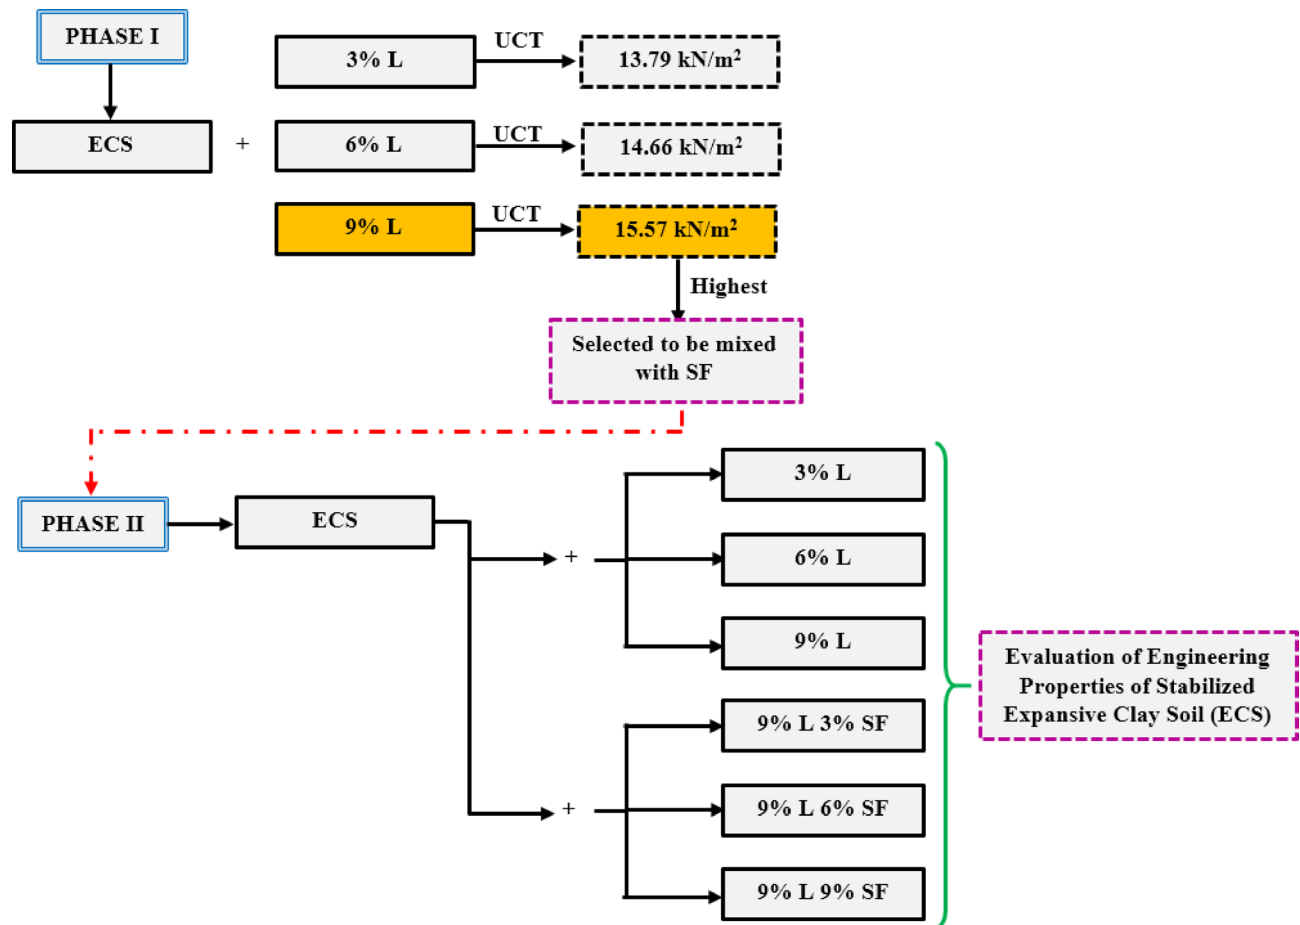 PHASE I
3% L
UCT
13.79 kN/m²
ECS
+
6% L
UCT
14.66 kN/m²
9% L
UCT
15.57 kN/m²
Highest
Selected to be mixed
with SF
PHASE II
ECS
+
3% L
6% L
9% L
+
9% L 3% SF
9% L 6% SF
9% L 9% SF
Evaluation of Engineering
Properties of Stabilized
Expansive Clay Soil (ECS)